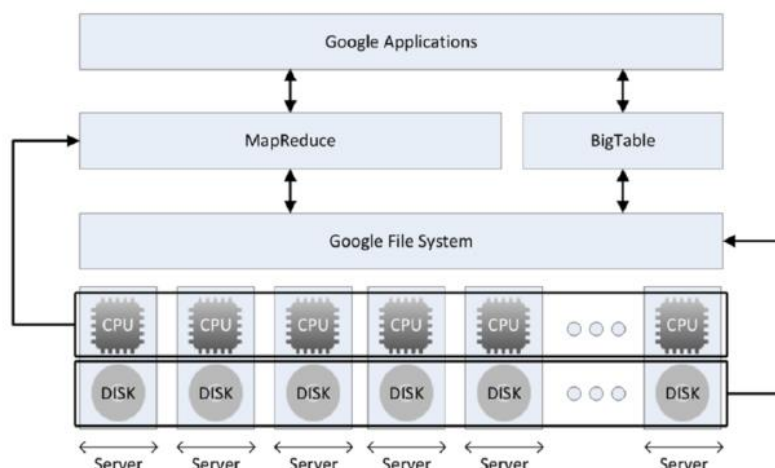 Google Applications
MapReduce BigTable
Google File System
CPU CPU CPU CPU CPU CPU
DISK DISK DISK DISK DISK DISK
Server Server Server Server Server Server